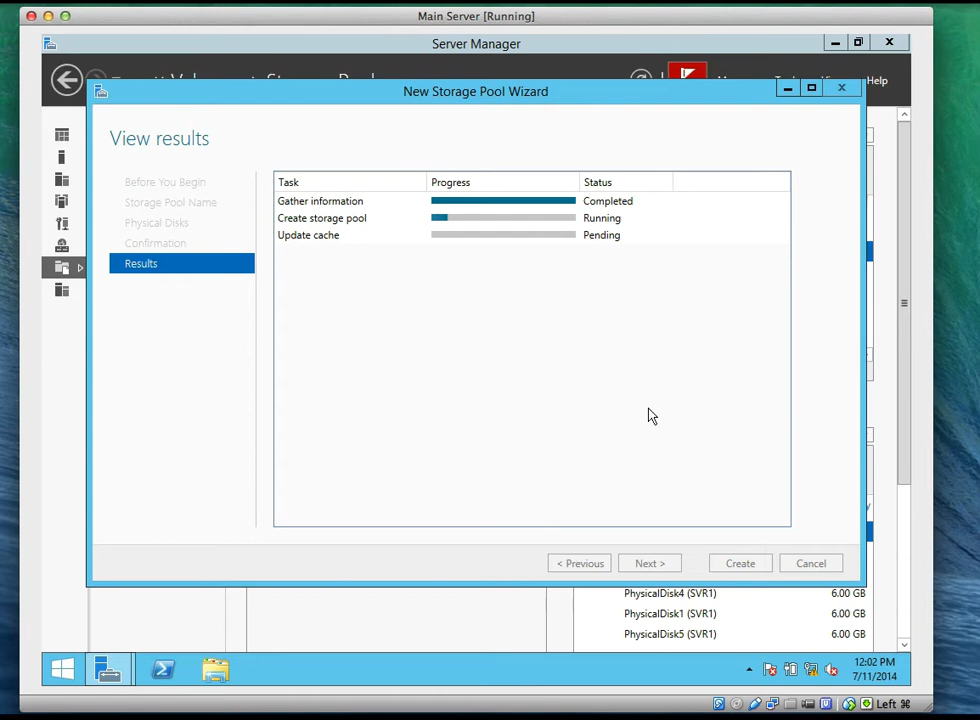 Main Server [Running]
Server Manager
Help
New Storage Pool Wizard
View results
Before You Begin
Storage Pool Name
Physical Disks
Confirmation
Results
Task Progress Status
Gather information Completed
Create storage pool Running
Update cache Pending
< Previous Next > Create Cancel
PhysicalDisk4 (SVR1) 6.00 GB
PhysicalDisk1 (SVR1) 6.00 GB
PhysicalDisk5 (SVR1) 6.00 GB
12:02 PM
7/11/2014
Left ⌘